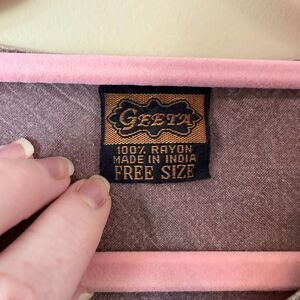 GEETA
100% RAYON
MADE IN INDIA
FREE SIZE